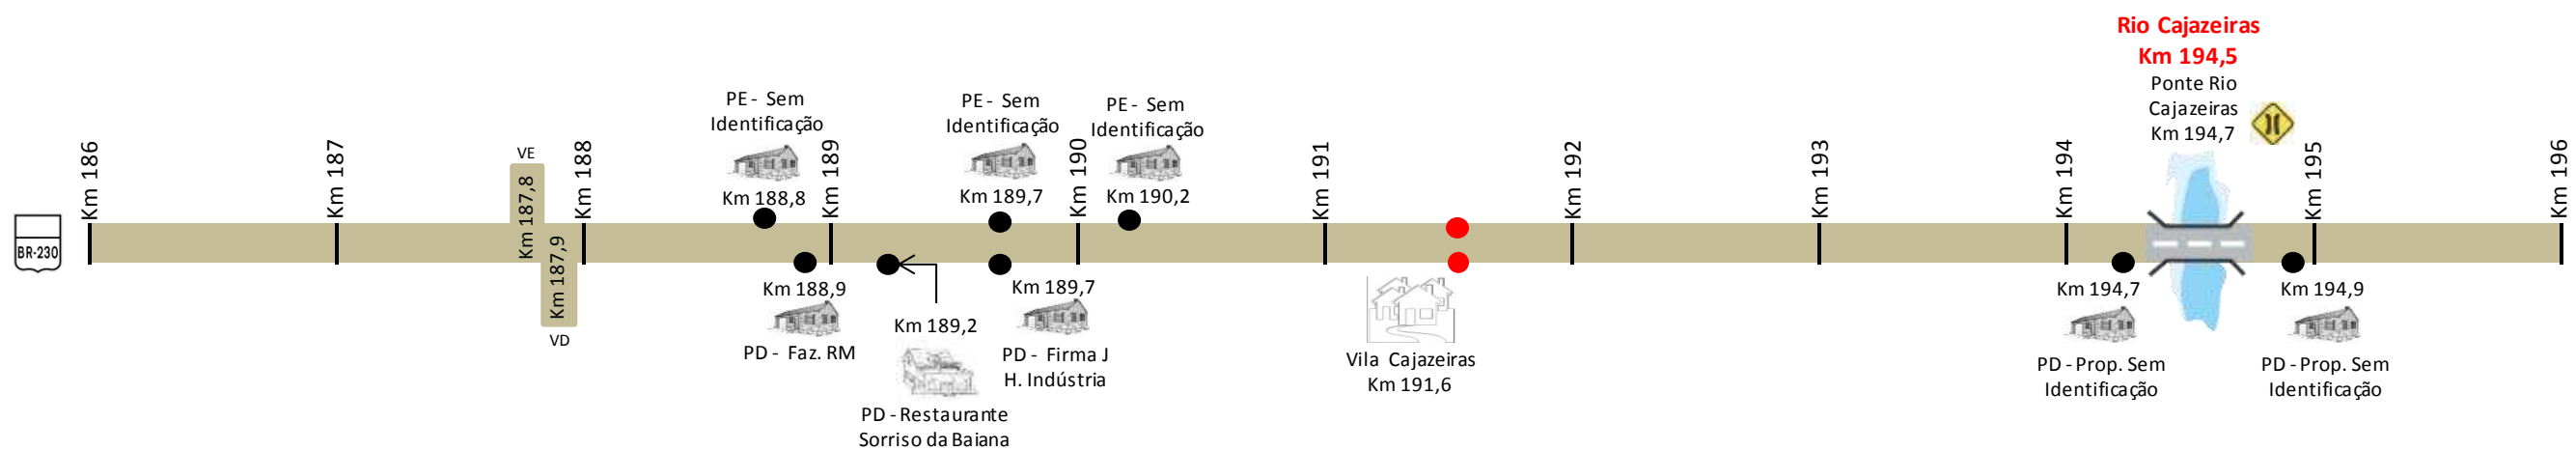 Rio Cajazeiras
Km 194,5
Ponte Rio
Cajazeiras
Km 194,7
PE - Sem
Identificação
Km 188,8
PE - Sem
Identificação
Km 189,7
PE - Sem
Identificação
Km 190,2
Km 186
Km 187
VE
Km 187,8
Km 187,9
VD
Km 188
Km 189
Km 190
Km 191
Km 192
Km 193
Km 194
Km 195
Km 196
BR-230
Km 188,9
PD - Faz. RM
Km 189,2
PD - Restaurante
Sorriso da Baiana
Km 189,7
PD - Firma J
H. Indústria
Vila Cajazeiras
Km 191,6
Km 194,7
PD - Prop. Sem
Identificação
Km 194,9
PD - Prop. Sem
Identificação